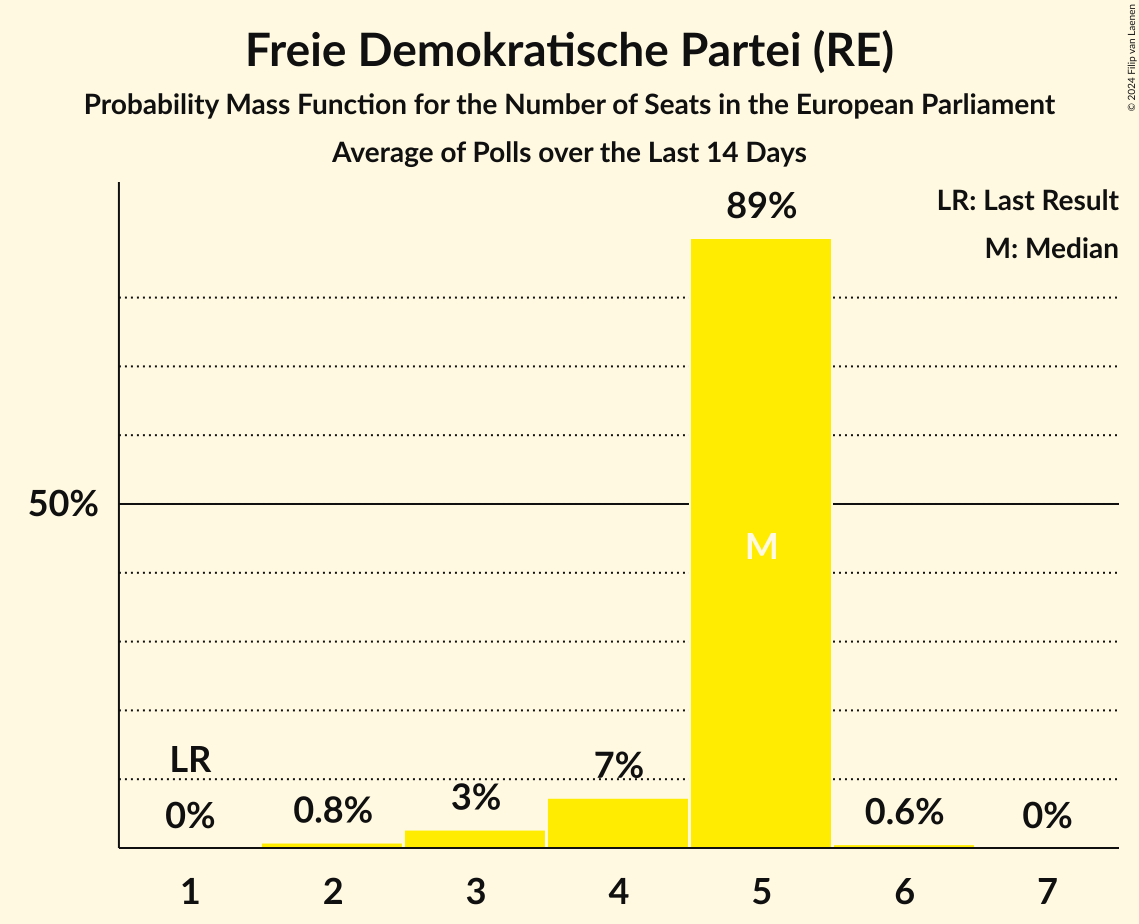 Freie Demokratische Partei (RE)
Probability Mass Function for the Number of Seats in the European Parliament
Average of Polls over the Last 14 Days
© 2024 Filip van Laenen
LR: Last Result
M: Median
89%
50%
M
LR
0%
0.8%
3%
7%
0.6%
0%
1 2 3 4 5 6 7